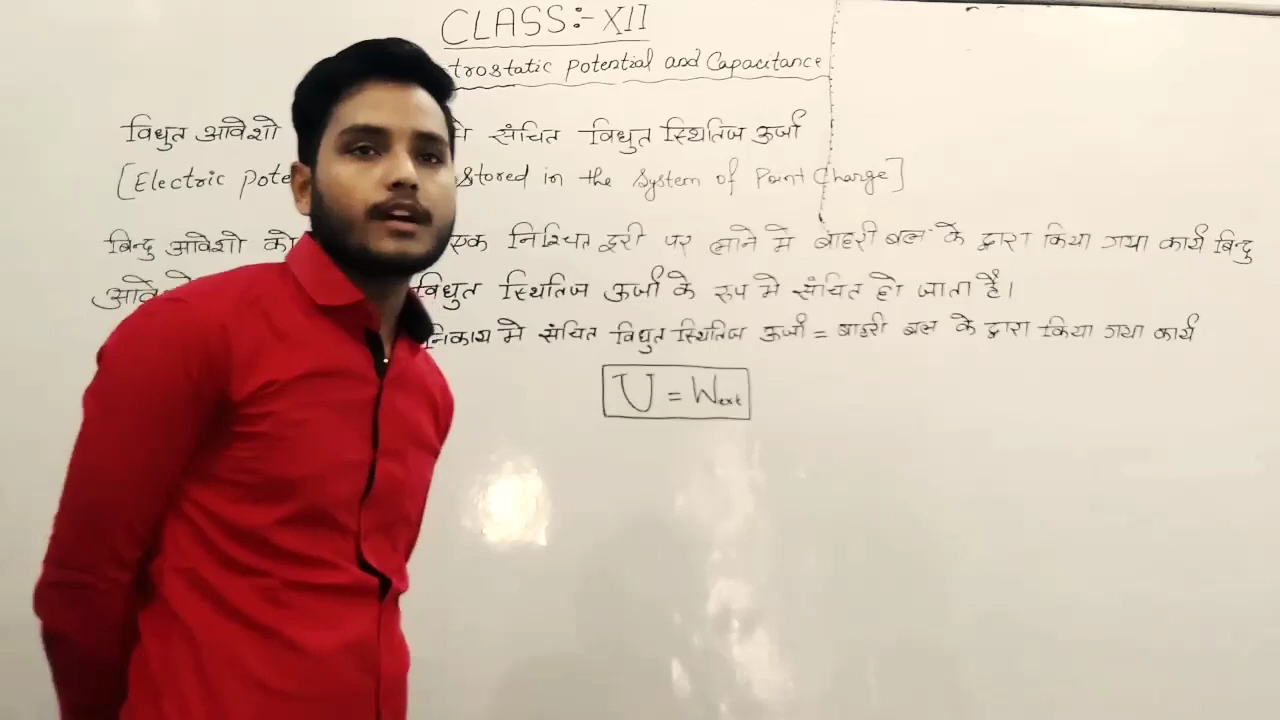 CLASS:- XII
trostatic Potential and Capacitance
विधुत आवेशो मे संचित विधुत स्थितिज ऊर्जा
[Electric Pote Stored in the System of Point Charge]
बिन्दु आवेशो को एक निश्चित दूरी पर लाने मे बाहरी बल के द्वारा किया गया कार्य बिन्दु
आवे विधुत स्थितिज ऊर्जा के रुप मे संचित हो जाता है।
निकाय मे संचित विधुत स्थितिज ऊर्जा = बाहरी बल के द्वारा किया गया कार्य
U = Wext